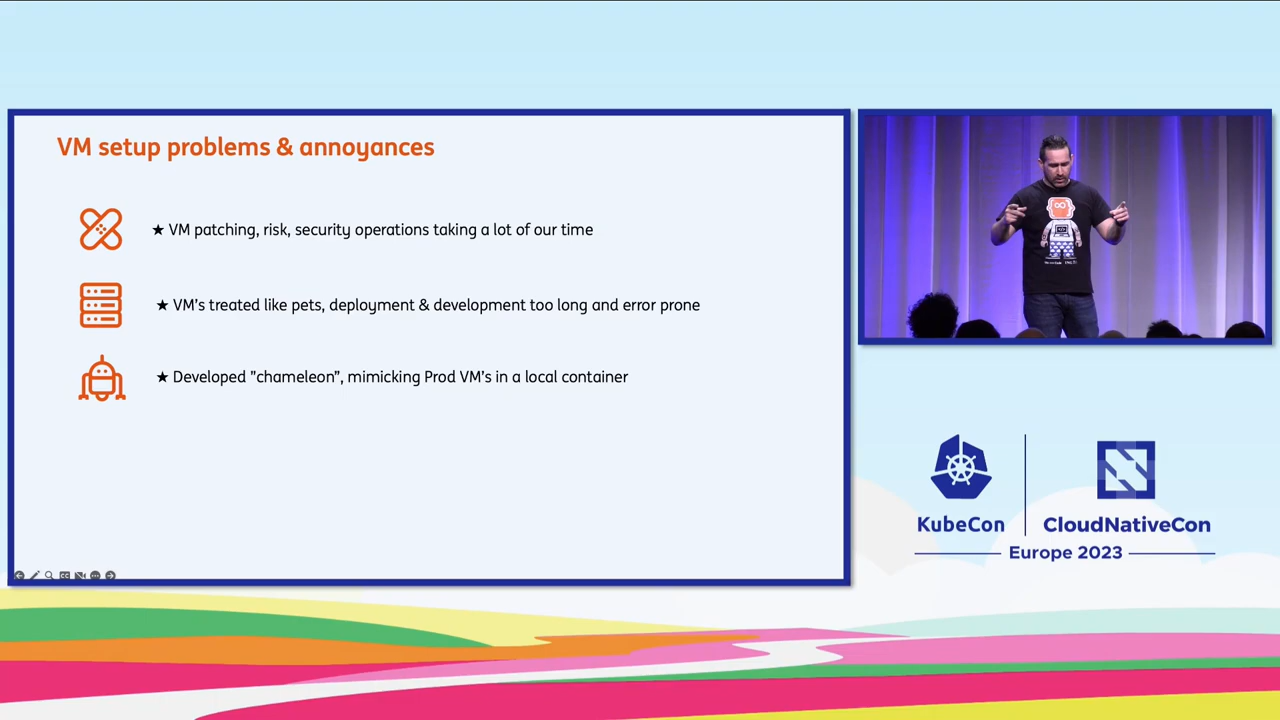 VM setup problems & annoyances
★ VM patching, risk, security operations taking a lot of our time
★ VM's treated like pets, deployment & development too long and error prone
★ Developed "chameleon", mimicking Prod VM's in a local container
KubeCon
CloudNativeCon
Europe 2023